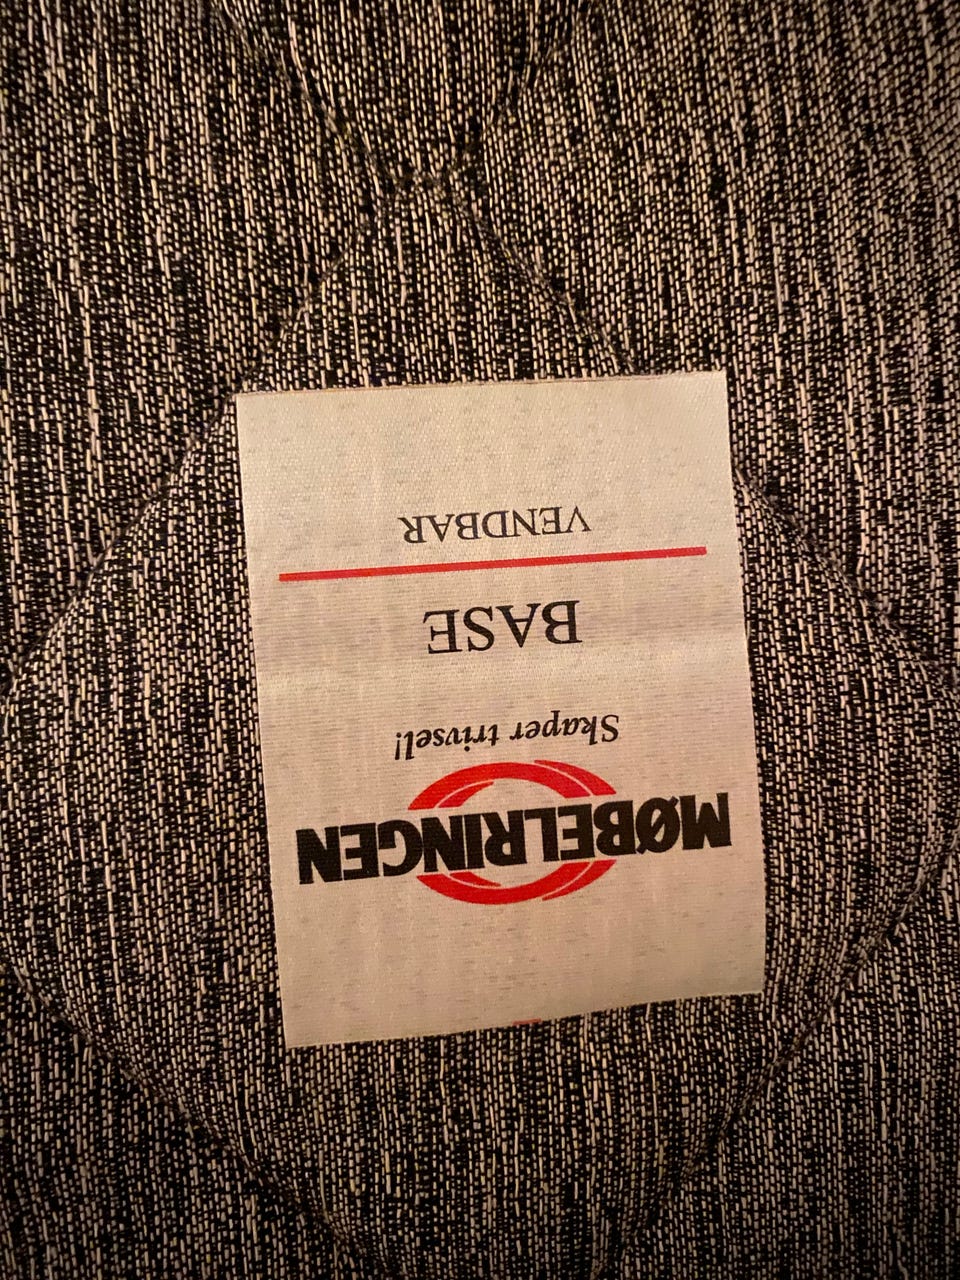 MØBELRINGEN
Skaper trivsel!
BASE
VENDBAR